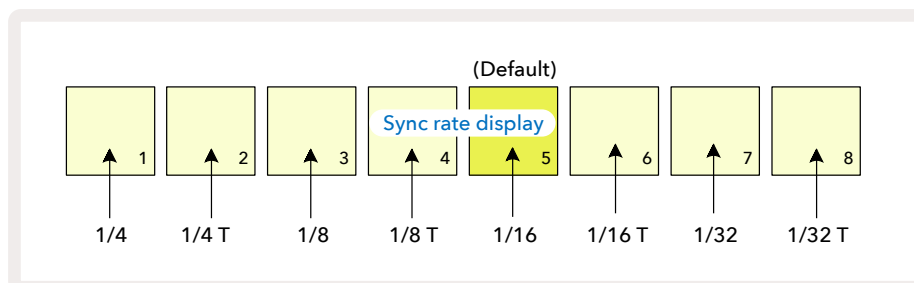 (Default)
Sync rate display
1 2 3 4 5 6 7 8
1/4 1/4 T 1/8 1/8 T 1/16 1/16 T 1/32 1/32 T